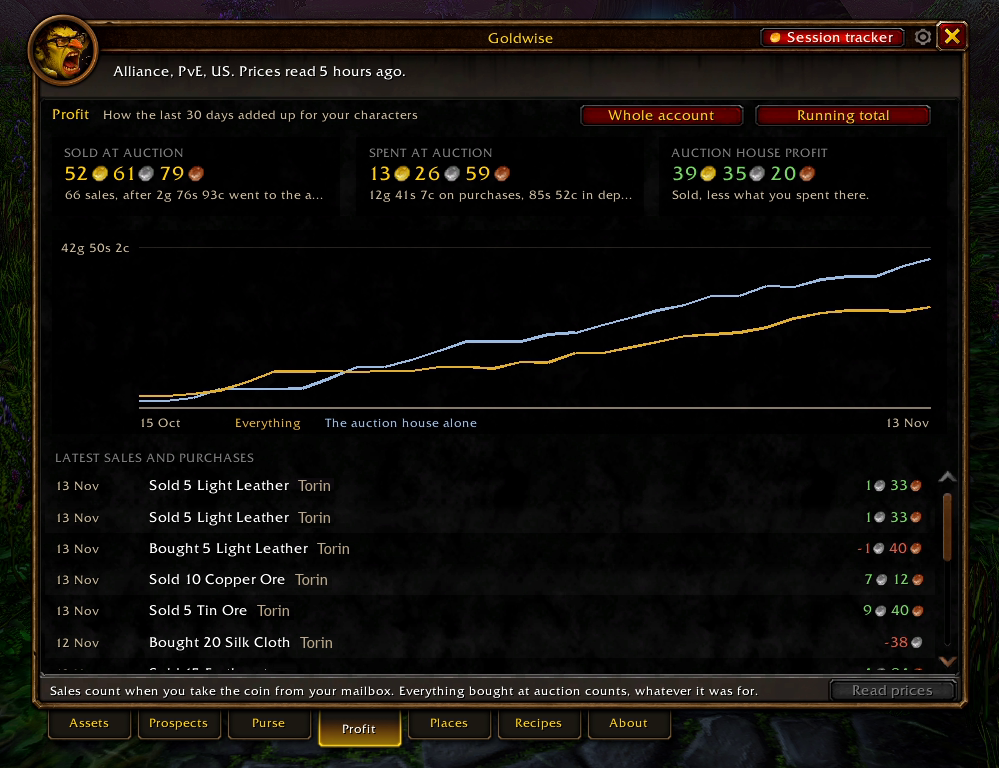 Goldwise
Session tracker
Alliance, PvE, US. Prices read 5 hours ago.
Profit How the last 30 days added up for your characters
Whole account
Running total
SOLD AT AUCTION
52 61 79
66 sales, after 2g 76s 93c went to the a...
SPENT AT AUCTION
13 26 59
12g 41s 7c on purchases, 85s 52c in dep...
AUCTION HOUSE PROFIT
39 35 20
Sold, less what you spent there.
42g 50s 2c
15 Oct Everything The auction house alone 13 Nov
LATEST SALES AND PURCHASES
13 Nov Sold 5 Light Leather Torin 1 33
13 Nov Sold 5 Light Leather Torin 1 33
13 Nov Bought 5 Light Leather Torin -1 40
13 Nov Sold 10 Copper Ore Torin 7 12
13 Nov Sold 5 Tin Ore Torin 9 40
12 Nov Bought 20 Silk Cloth Torin -38
Sales count when you take the coin from your mailbox. Everything bought at auction counts, whatever it was for.
Read prices
Assets Prospects Purse Profit Places Recipes About